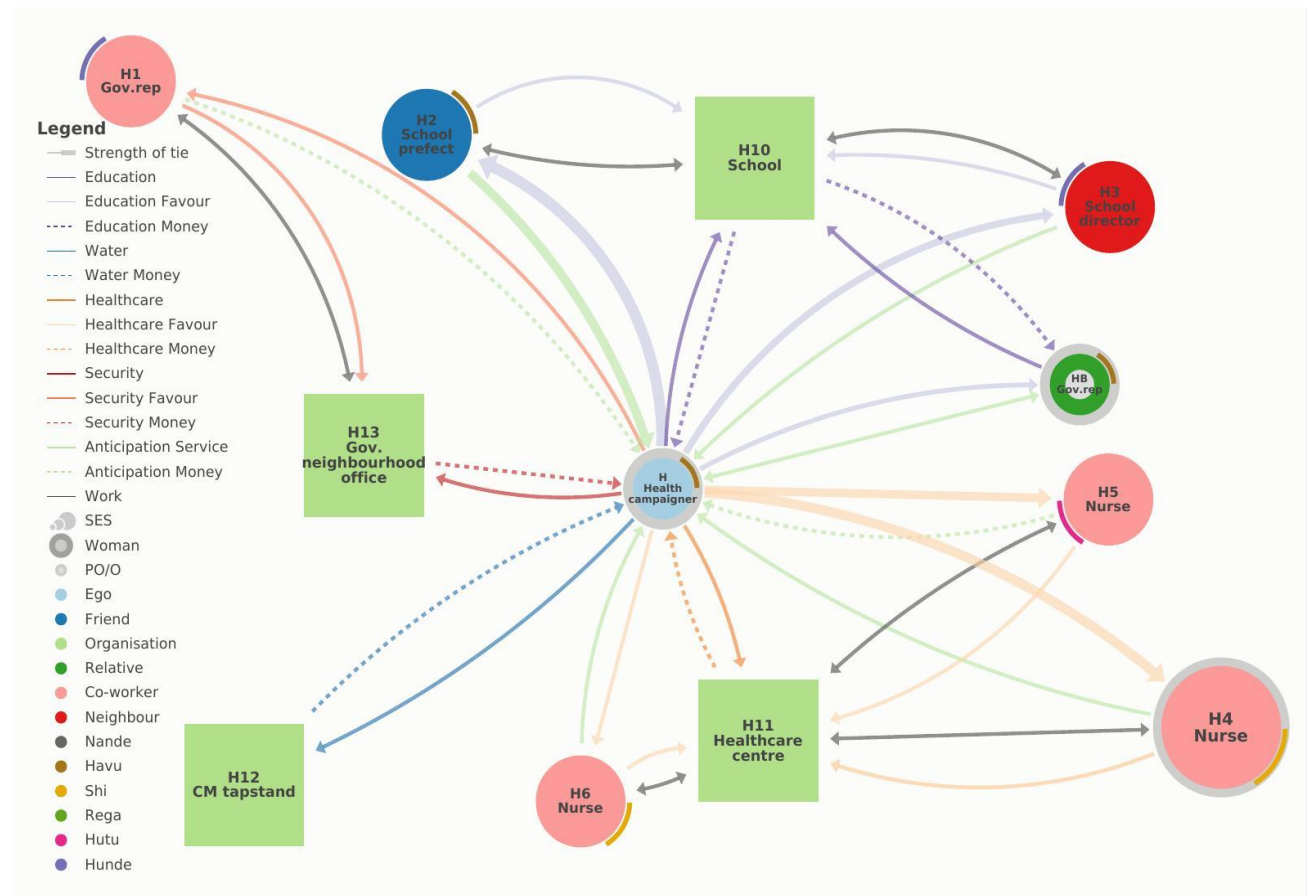 H1
Gov.rep
Legend
Strength of tie
Education
Education Favour
Education Money
Water
Water Money
Healthcare
Healthcare Favour
Healthcare Money
Security
Security Favour
Security Money
Anticipation Service
Anticipation Money
Work
SES
Woman
PO/O
Ego
Friend
Organisation
Relative
Co-worker
Neighbour
Nande
Havu
Shi
Rega
Hutu
Hunde
H2
School
prefect
H10
School
H3
School
director
HB
Gov.rep
H13
Gov.
neighbourhood
office
H
Health
campaigner
H5
Nurse
H4
Nurse
H11
Healthcare
centre
H6
Nurse
H12
CM tapstand